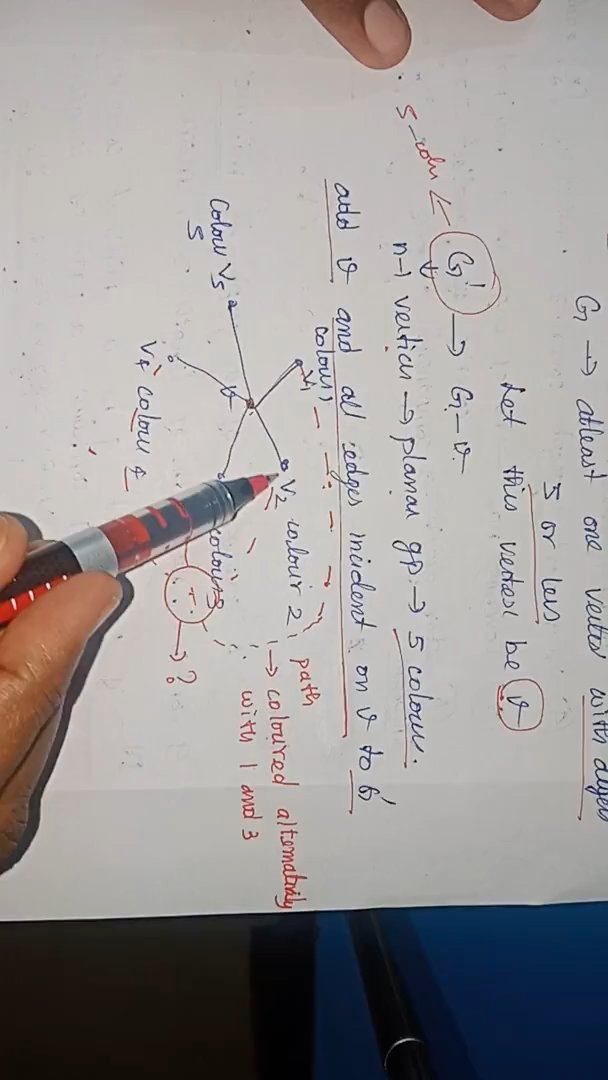 G → atleast one vertex with degree
5 or less
Let this vertex be v
5-colour ← G' → G-v
n-1 vertices → planar gp → 5 colour.
add v and all edges incident on v to G'
colour 1
V1
V2 colour 2
path
→ coloured alternatively
with 1 and 3
Colour V5
5
v
colour 3
→ ?
V4 colour 4